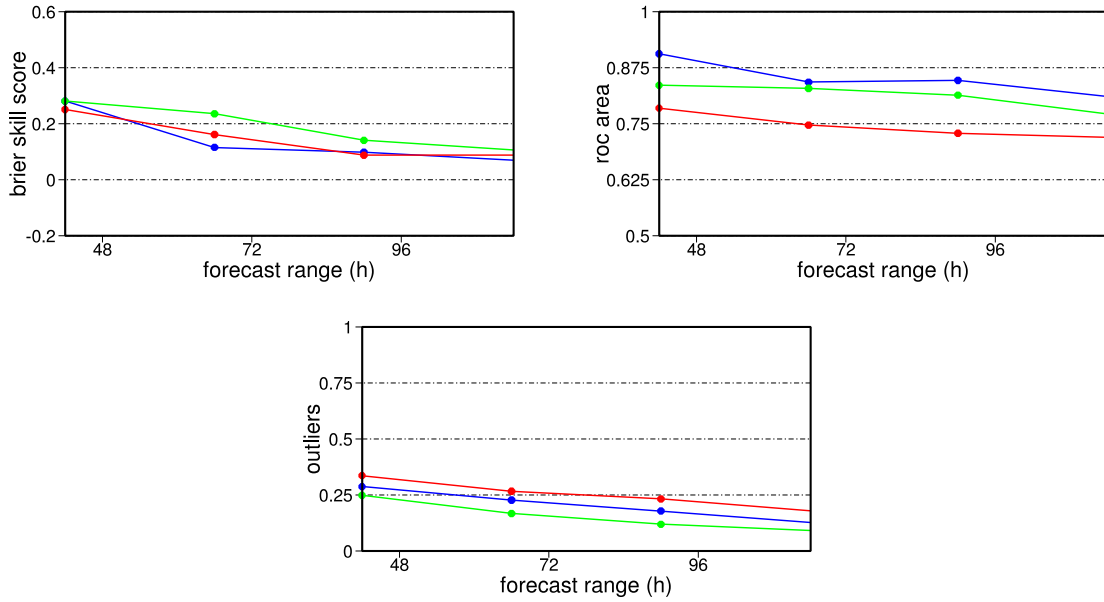 brier skill score
0.6
0.4
0.2
0
-0.2
48 72 96
forecast range (h)
roc area
1
0.875
0.75
0.625
0.5
48 72 96
forecast range (h)
outliers
1
0.75
0.5
0.25
0
48 72 96
forecast range (h)